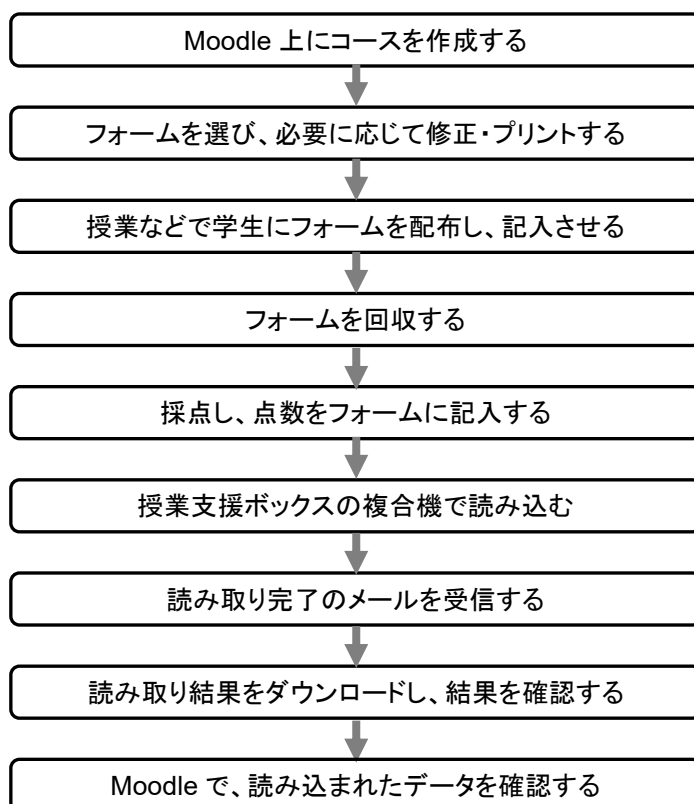 Moodle 上にコースを作成する
フォームを選び、必要に応じて修正・プリントする
授業などで学生にフォームを配布し、記入させる
フォームを回収する
採点し、点数をフォームに記入する
授業支援ボックスの複合機で読み込む
読み取り完了のメールを受信する
読み取り結果をダウンロードし、結果を確認する
Moodle で、読み込まれたデータを確認する